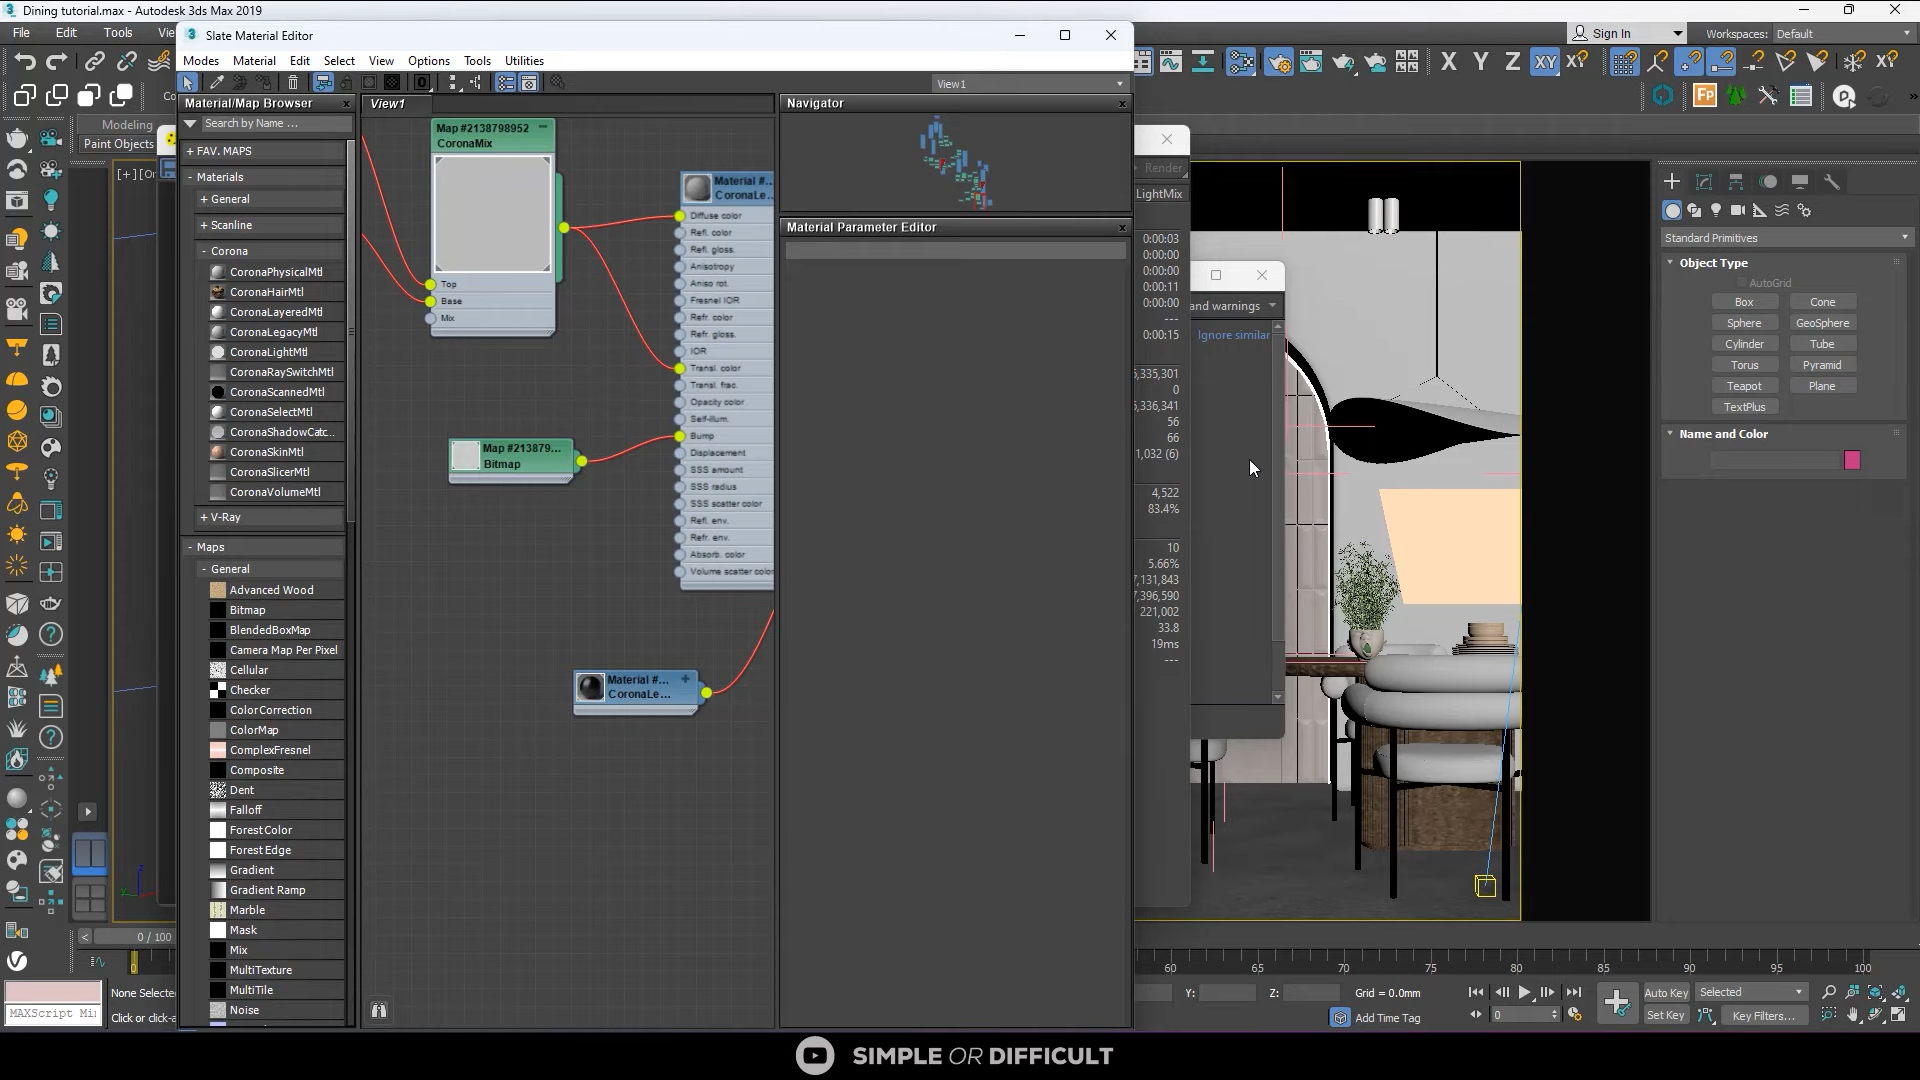 Dining tutorial.max - Autodesk 3ds Max 2019
File Edit Tools
Sign In
Workspaces: Default
Slate Material Editor
Modes Material Edit Select View Options Tools Utilities
View1
X Y Z XY
Modeling
Paint Objects
Material/Map Browser
Search by Name ...
+ FAV. MAPS
- Materials
+ General
+ Scanline
- Corona
CoronaPhysicalMtl
CoronaHairMtl
CoronaLayeredMtl
CoronaLegacyMtl
CoronaLightMtl
CoronaRaySwitchMtl
CoronaScannedMtl
CoronaSelectMtl
CoronaShadowCatc...
CoronaSkinMtl
CoronaSlicerMtl
CoronaVolumeMtl
+ V-Ray
- Maps
- General
Advanced Wood
Bitmap
BlendedBoxMap
Camera Map Per Pixel
Cellular
Checker
ColorCorrection
ColorMap
ComplexFresnel
Composite
Dent
Falloff
ForestColor
Forest Edge
Gradient
Gradient Ramp
Marble
Mask
Mix
MultiTexture
MultiTile
Noise
View1
Map #2138798952
CoronaMix
Top
Base
Mix
Map #213879...
Bitmap
Material #...
CoronaLe...
Diffuse color
Refl. color
Refl. gloss.
Anisotropy
Aniso rot.
Fresnel IOR
Refr. color
Refr. gloss.
IOR
Transl. color
Transl. frac.
Opacity color
Self-illum.
Bump
Displacement
SSS amount
SSS radius
SSS scatter color
Refl. env.
Refr. env.
Absorb. color
Volume scatter color
Material #...
CoronaLe...
Navigator
Material Parameter Editor
Render
LightMix
0:00:03
0:00:00
0:00:00
0:00:11
0:00:00
---
0:00:15
5,335,301
0
5,336,341
56
66
1,032 (6)
4,522
83.4%
10
5.66%
7,131,843
7,396,590
221,002
33.8
19ms
---
and warnings
Ignore similar
Standard Primitives
Object Type
AutoGrid
Box Cone
Sphere GeoSphere
Cylinder Tube
Torus Pyramid
Teapot Plane
TextPlus
Name and Color
0 / 100
0
60 65 70 75 80 85 90 95 100
None Selecte
Click or click-a
MAXScript Mi
Y: Z: Grid = 0.0mm
Add Time Tag
0
Auto Key Selected
Set Key Key Filters...
SIMPLE OR DIFFICULT